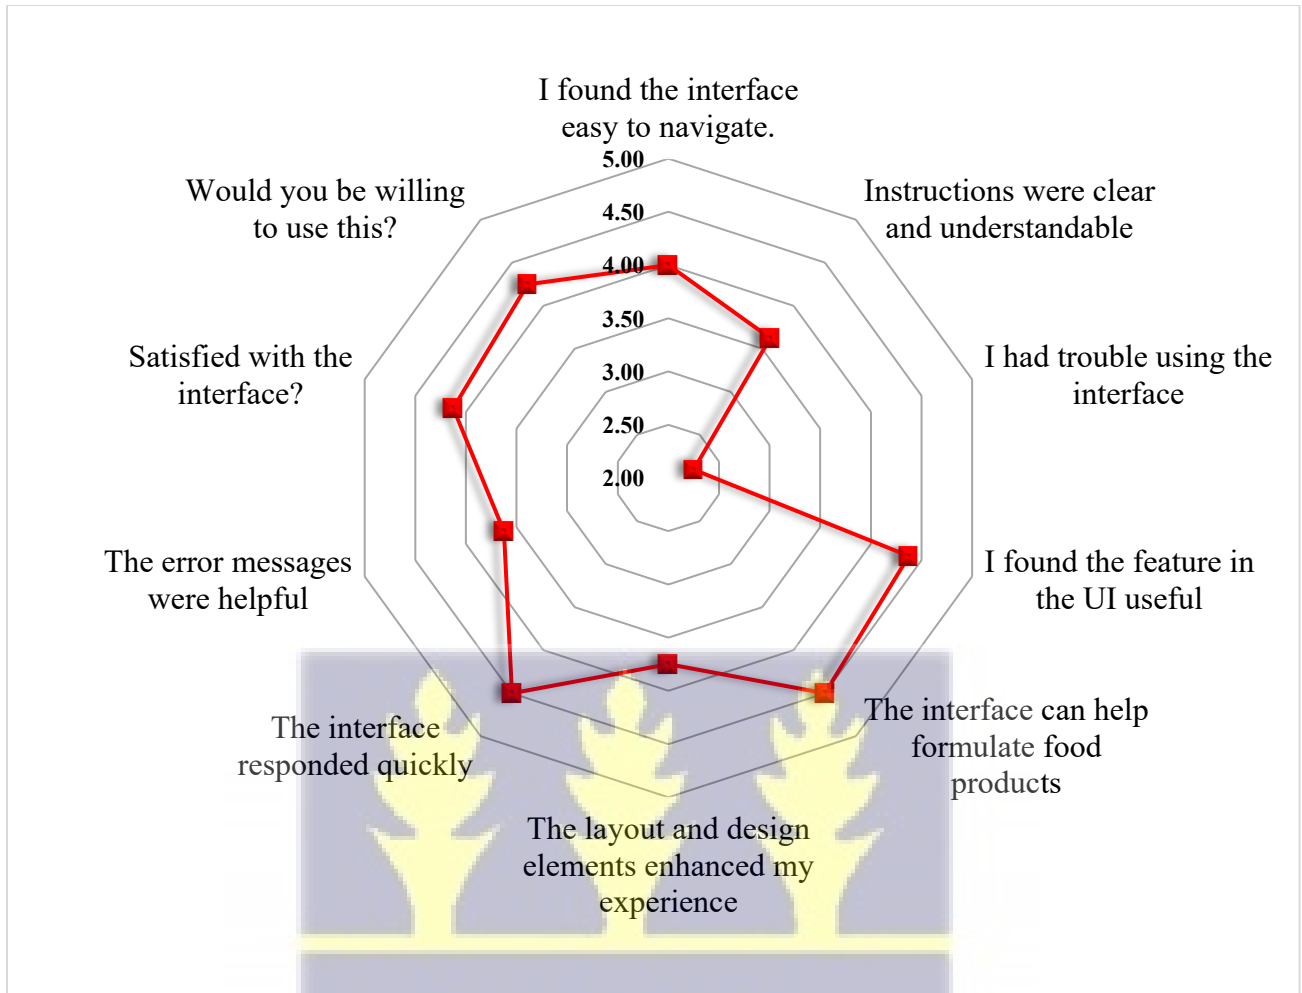 I found the interface
easy to navigate.
Instructions were clear
and understandable
I had trouble using the
interface
I found the feature in
the UI useful
The interface can help
formulate food
products
The layout and design
elements enhanced my
experience
The interface
responded quickly
The error messages
were helpful
Satisfied with the
interface?
Would you be willing
to use this?
5.00
4.50
4.00
3.50
3.00
2.50
2.00